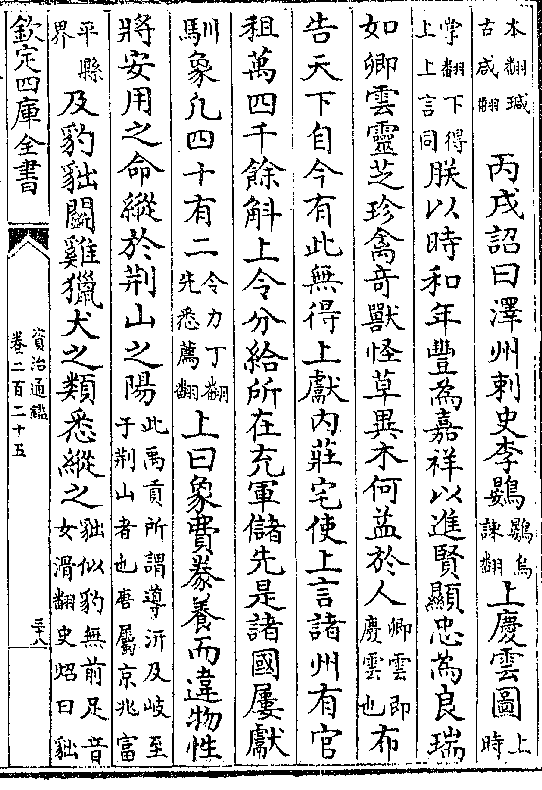 本翻瑊古咸翻丙戌詔曰澤州刺史李鷃鷃烏諫翻上慶雲圖上時
掌翻下得上上言同朕以時和年豐為嘉祥以進賢顯忠為良瑞
如卿雲靈芝珍禽竒獸怪草異木何益於人卿雲即慶雲也布
告天下自今有此無得上獻内莊宅使上言諸州有官
租萬四千餘斛上令分給所在充軍儲先是諸國屢獻
馴象凡四十有二令力丁翻先悉薦翻上曰象費豢養而違物性
將安用之命縱於荆山之陽此禹貢所謂導汧及岐至于荆山者也唐屬京兆富
平縣界及豹貀鬭雞獵犬之類悉縱之貀似豹無前足音女滑翻史炤曰貀
欽定四庫全書
資治通鑑
卷二百二十五
三十八